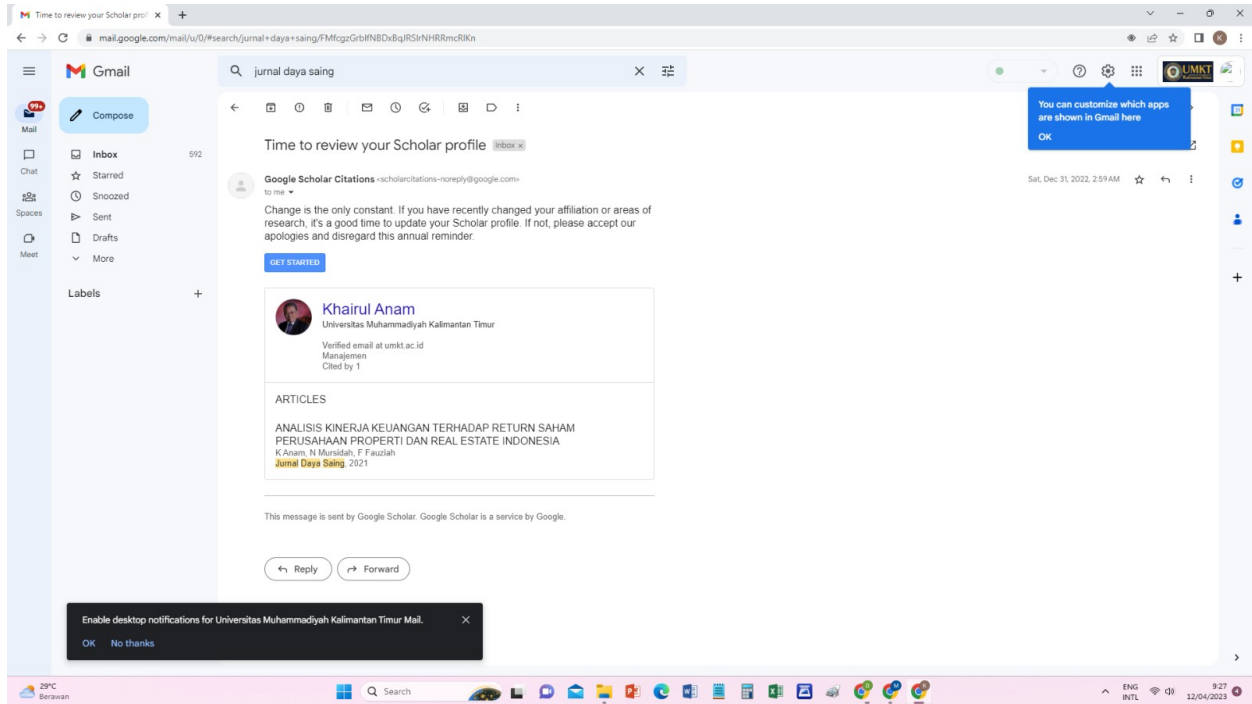 Time to review your Scholar prof
mail.google.com/mail/u/0/#search/jurnal+daya+saing/FMfcgzGrblfNBDxBqJRSlrNHRRmcRlKn
K
Gmail
jurnal daya saing
UMKT
99+
Mail
Chat
Spaces
Meet
Compose
Inbox 592
Starred
Snoozed
Sent
Drafts
More
Labels
You can customize which apps
are shown in Gmail here
OK
Time to review your Scholar profile Inbox x
Google Scholar Citations <scholarcitations-noreply@google.com> Sat, Dec 31, 2022, 2:59 AM
to me
Change is the only constant. If you have recently changed your affiliation or areas of
research, it's a good time to update your Scholar profile. If not, please accept our
apologies and disregard this annual reminder.
GET STARTED
Khairul Anam
Universitas Muhammadiyah Kalimantan Timur
Verified email at umkt.ac.id
Manajemen
Cited by 1
ARTICLES
ANALISIS KINERJA KEUANGAN TERHADAP RETURN SAHAM
PERUSAHAAN PROPERTI DAN REAL ESTATE INDONESIA
K Anam, N Mursidah, F Fauziah
Jurnal Daya Saing, 2021
This message is sent by Google Scholar. Google Scholar is a service by Google.
Reply Forward
Enable desktop notifications for Universitas Muhammadiyah Kalimantan Timur Mail.
OK No thanks
29°C
Berawan
Search
ENG
INTL
9:27
12/04/2023
4